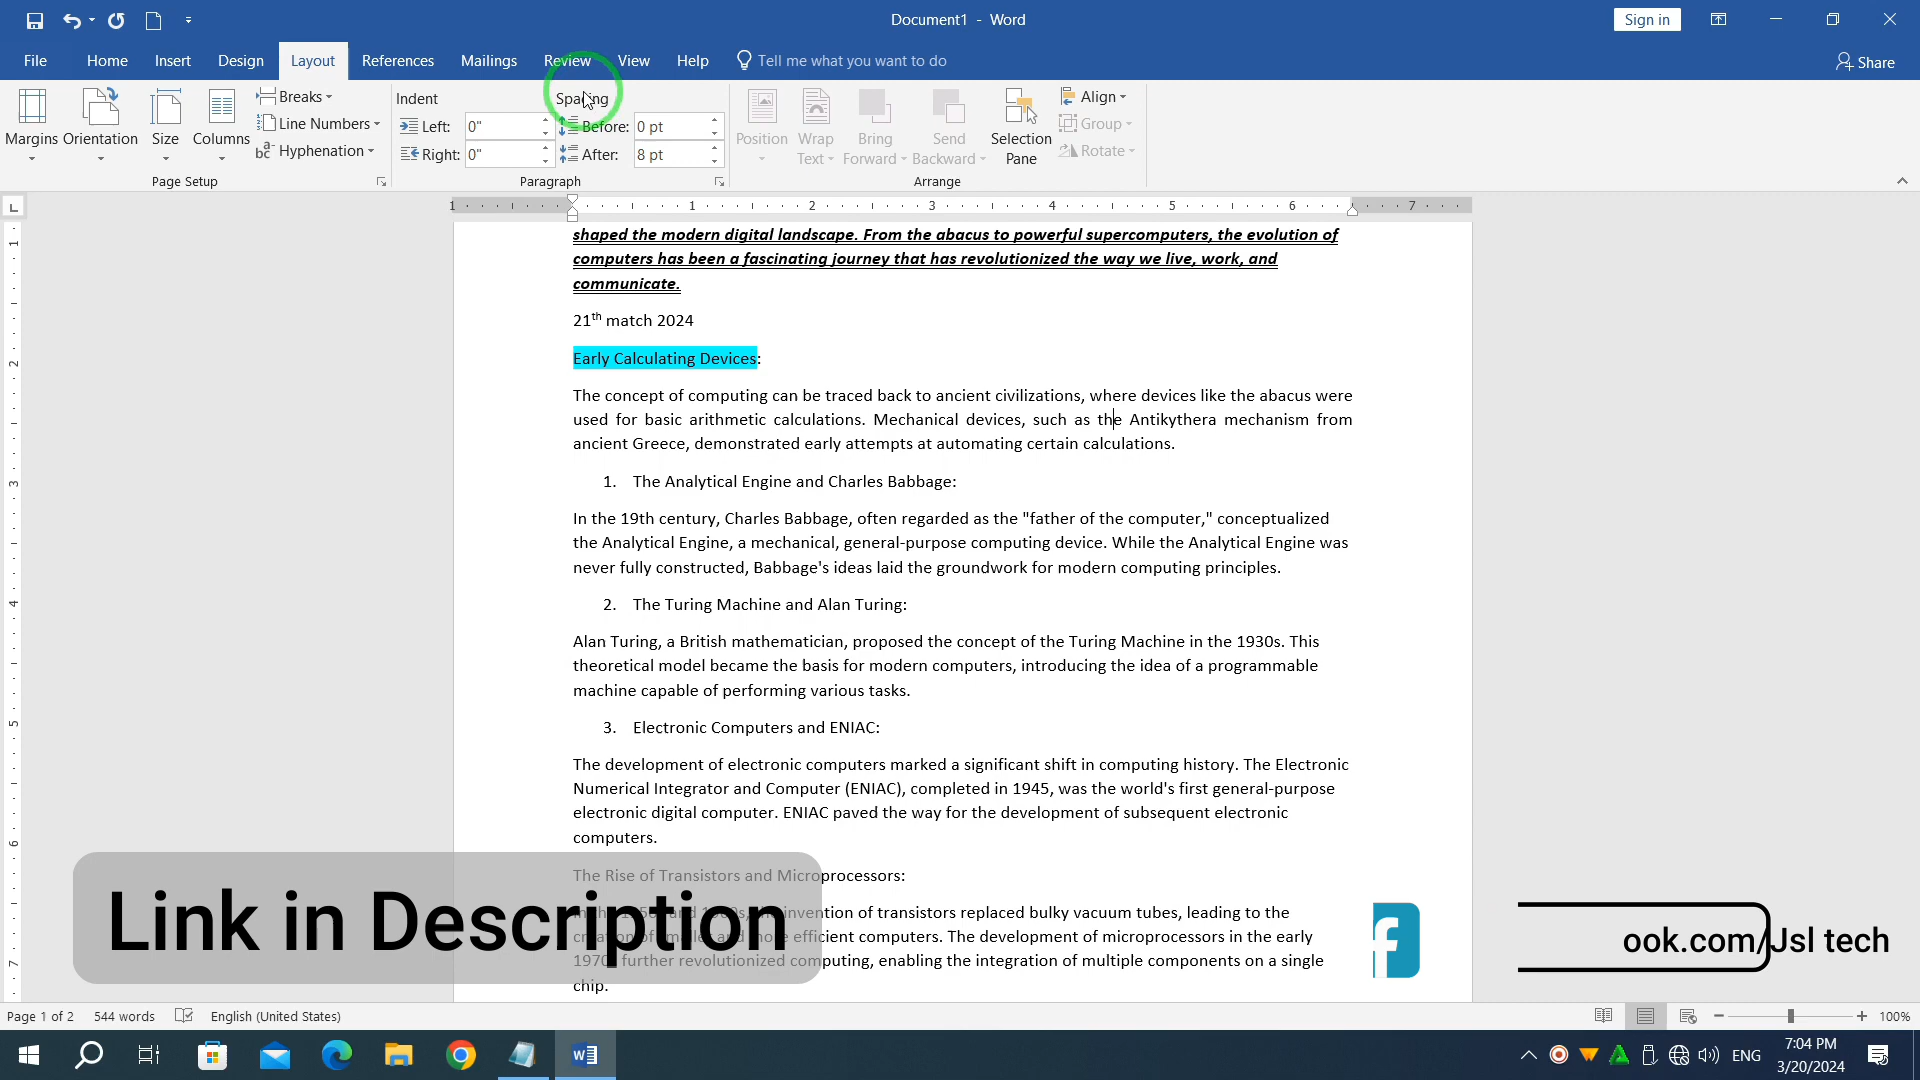 Document1 - Word
Sign in
File Home Insert Design Layout References Mailings Review View Help Tell me what you want to do Share
Margins Orientation Size Columns
Breaks
Line Numbers
Hyphenation
Page Setup
Indent
Left: 0"
Right: 0"
Spacing
Before: 0 pt
After: 8 pt
Paragraph
Position
Wrap Text
Bring Forward
Send Backward
Selection Pane
Align
Group
Rotate
Arrange
1 1 2 3 4 5 6 7
1
2
3
4
5
6
7
shaped the modern digital landscape. From the abacus to powerful supercomputers, the evolution of
computers has been a fascinating journey that has revolutionized the way we live, work, and
communicate.
21th match 2024
Early Calculating Devices:
The concept of computing can be traced back to ancient civilizations, where devices like the abacus were
used for basic arithmetic calculations. Mechanical devices, such as the Antikythera mechanism from
ancient Greece, demonstrated early attempts at automating certain calculations.
1. The Analytical Engine and Charles Babbage:
In the 19th century, Charles Babbage, often regarded as the "father of the computer," conceptualized
the Analytical Engine, a mechanical, general-purpose computing device. While the Analytical Engine was
never fully constructed, Babbage's ideas laid the groundwork for modern computing principles.
2. The Turing Machine and Alan Turing:
Alan Turing, a British mathematician, proposed the concept of the Turing Machine in the 1930s. This
theoretical model became the basis for modern computers, introducing the idea of a programmable
machine capable of performing various tasks.
3. Electronic Computers and ENIAC:
The development of electronic computers marked a significant shift in computing history. The Electronic
Numerical Integrator and Computer (ENIAC), completed in 1945, was the world's first general-purpose
electronic digital computer. ENIAC paved the way for the development of subsequent electronic
computers.
The Rise of Transistors and Microprocessors:
invention of transistors replaced bulky vacuum tubes, leading to the
efficient computers. The development of microprocessors in the early
further revolutionized computing, enabling the integration of multiple components on a single
chip.
Link in Description
f
ook.com/Jsl tech
Page 1 of 2 544 words English (United States) 100%
ENG
7:04 PM
3/20/2024